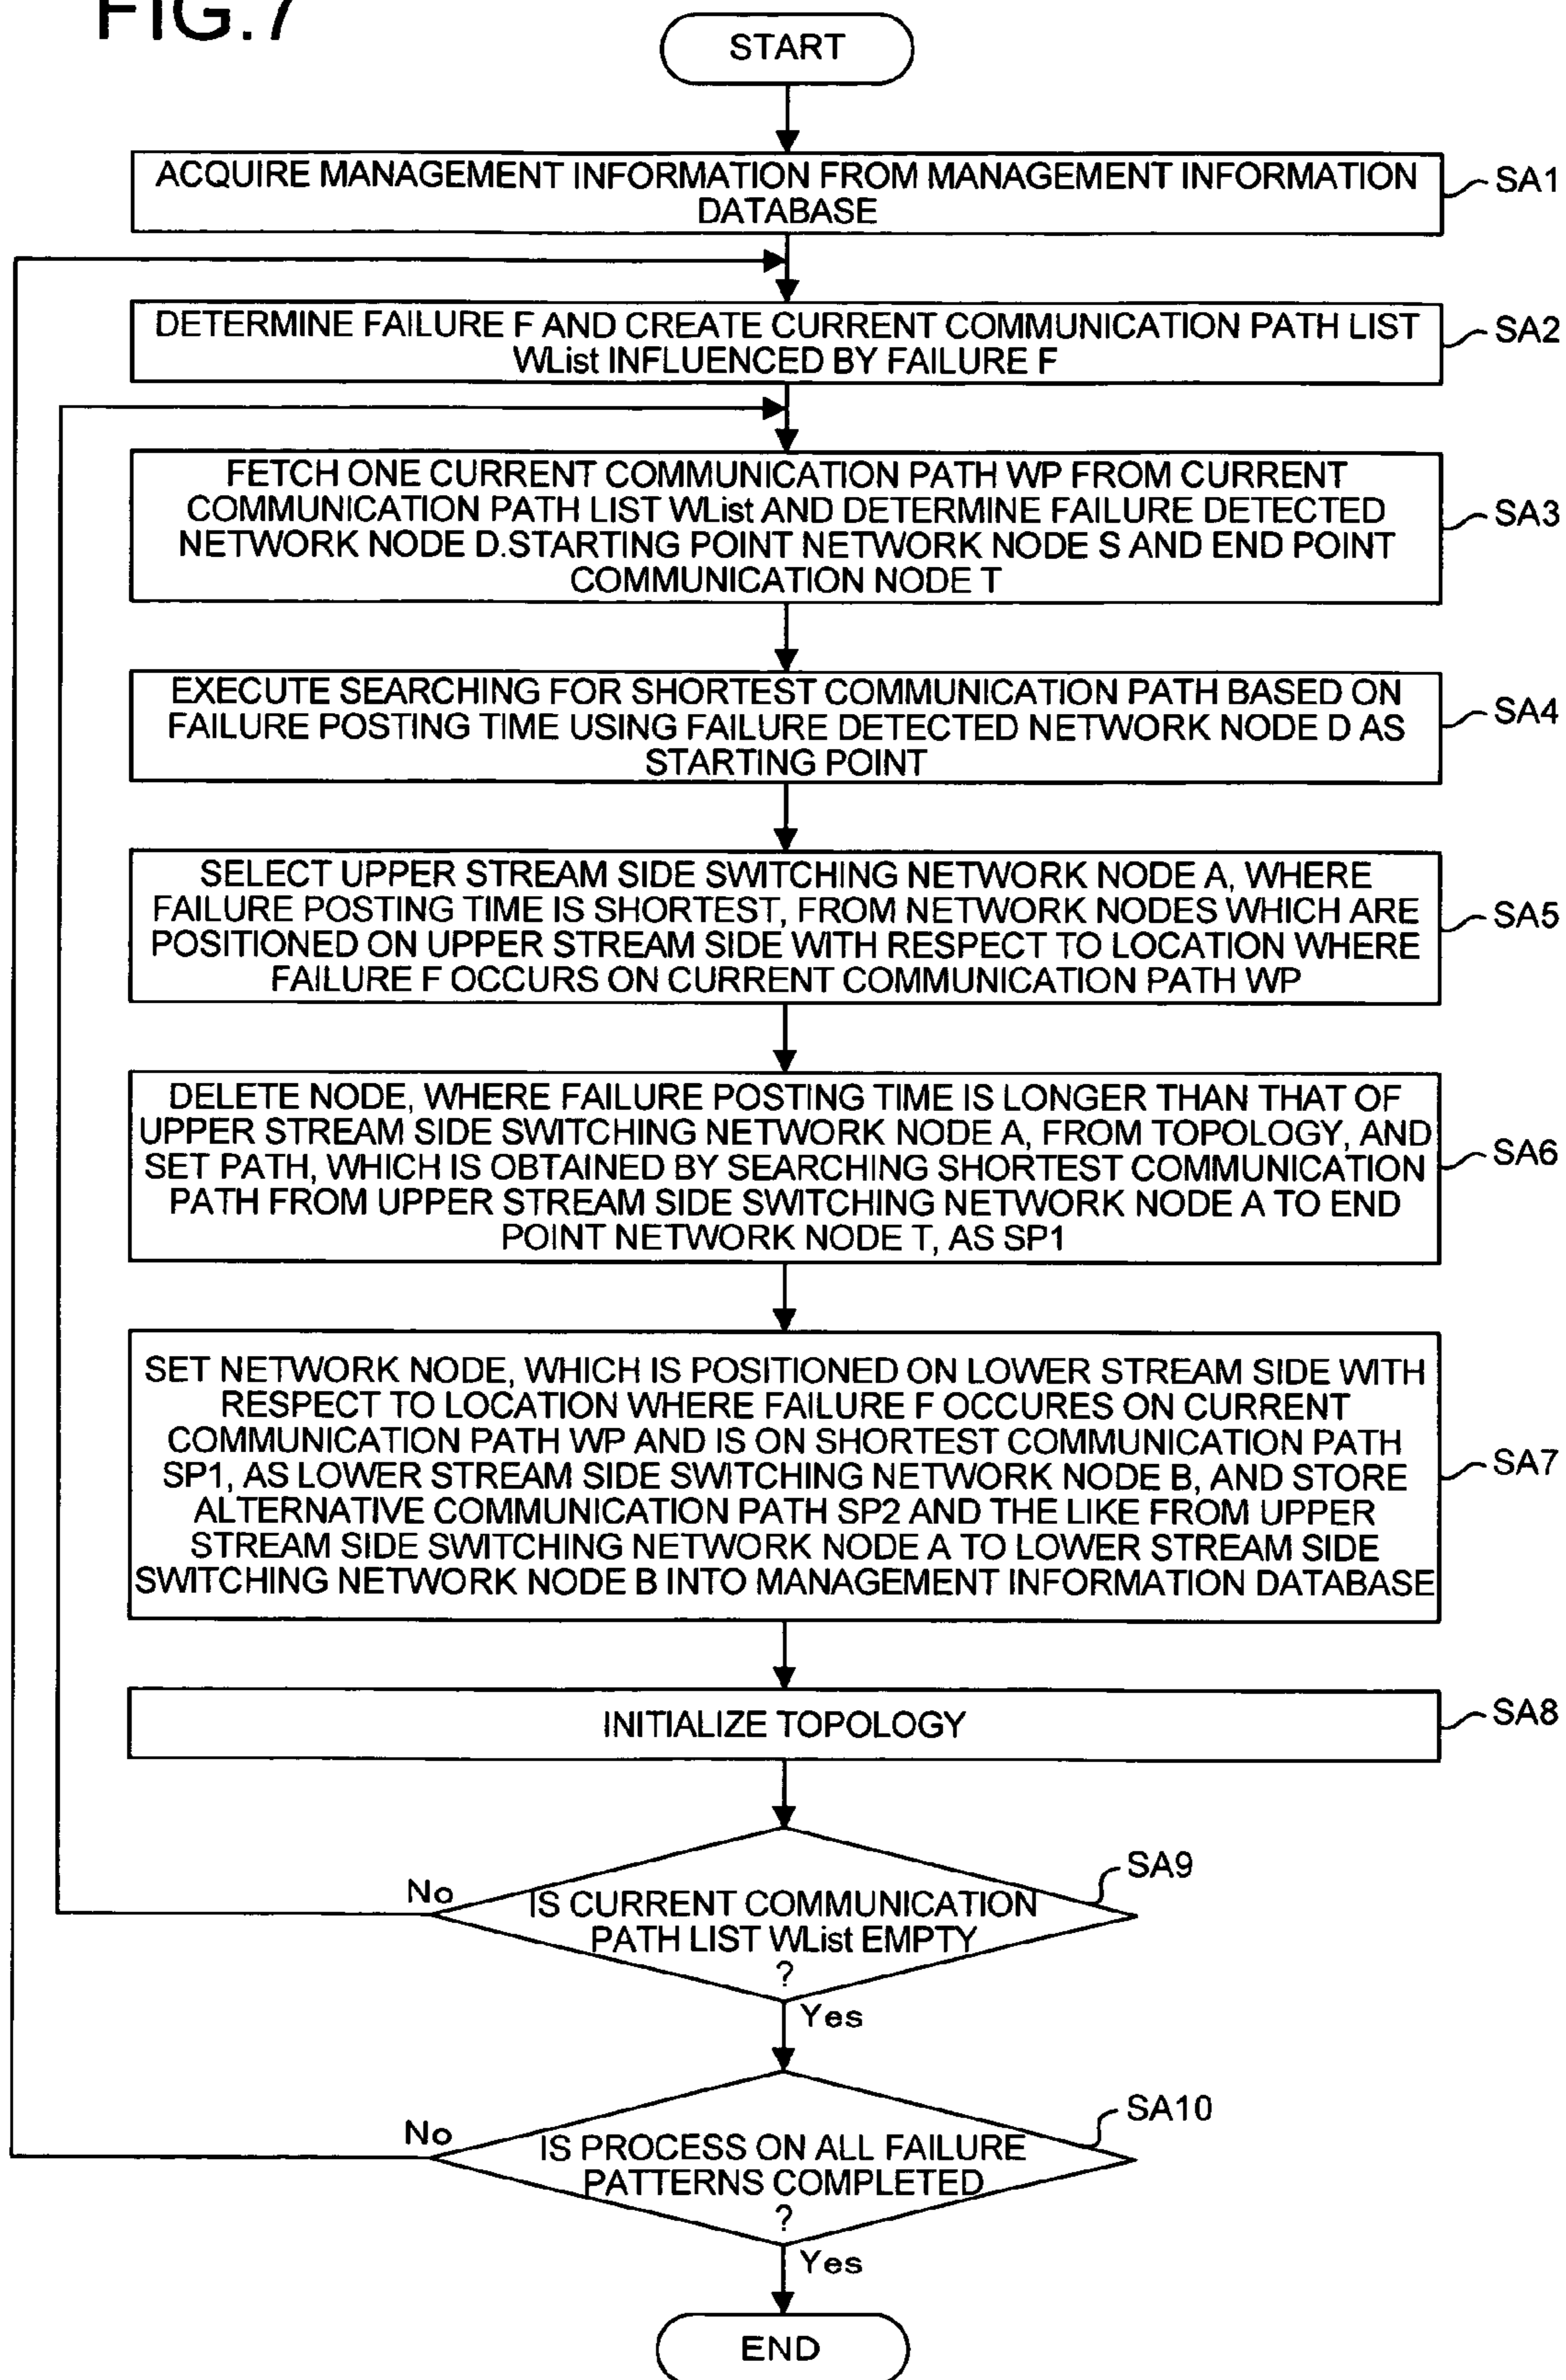 FIG.7
START
ACQUIRE MANAGEMENT INFORMATION FROM MANAGEMENT INFORMATION
DATABASE
SA1
DETERMINE FAILURE F AND CREATE CURRENT COMMUNICATION PATH LIST
WList INFLUENCED BY FAILURE F
SA2
FETCH ONE CURRENT COMMUNICATION PATH WP FROM CURRENT
COMMUNICATION PATH LIST WList AND DETERMINE FAILURE DETECTED
NETWORK NODE D.STARTING POINT NETWORK NODE S AND END POINT
COMMUNICATION NODE T
SA3
EXECUTE SEARCHING FOR SHORTEST COMMUNICATION PATH BASED ON
FAILURE POSTING TIME USING FAILURE DETECTED NETWORK NODE D AS
STARTING POINT
SA4
SELECT UPPER STREAM SIDE SWITCHING NETWORK NODE A, WHERE
FAILURE POSTING TIME IS SHORTEST, FROM NETWORK NODES WHICH ARE
POSITIONED ON UPPER STREAM SIDE WITH RESPECT TO LOCATION WHERE
FAILURE F OCCURS ON CURRENT COMMUNICATION PATH WP
SA5
DELETE NODE, WHERE FAILURE POSTING TIME IS LONGER THAN THAT OF
UPPER STREAM SIDE SWITCHING NETWORK NODE A, FROM TOPOLOGY, AND
SET PATH, WHICH IS OBTAINED BY SEARCHING SHORTEST COMMUNICATION
PATH FROM UPPER STREAM SIDE SWITCHING NETWORK NODE A TO END
POINT NETWORK NODE T, AS SP1
SA6
SET NETWORK NODE, WHICH IS POSITIONED ON LOWER STREAM SIDE WITH
RESPECT TO LOCATION WHERE FAILURE F OCCURES ON CURRENT
COMMUNICATION PATH WP AND IS ON SHORTEST COMMUNICATION PATH
SP1, AS LOWER STREAM SIDE SWITCHING NETWORK NODE B, AND STORE
ALTERNATIVE COMMUNICATION PATH SP2 AND THE LIKE FROM UPPER
STREAM SIDE SWITCHING NETWORK NODE A TO LOWER STREAM SIDE
SWITCHING NETWORK NODE B INTO MANAGEMENT INFORMATION DATABASE
SA7
INITIALIZE TOPOLOGY
SA8
SA9
No
IS CURRENT COMMUNICATION
PATH LIST WList EMPTY
?
Yes
SA10
No
IS PROCESS ON ALL FAILURE
PATTERNS COMPLETED
?
Yes
END